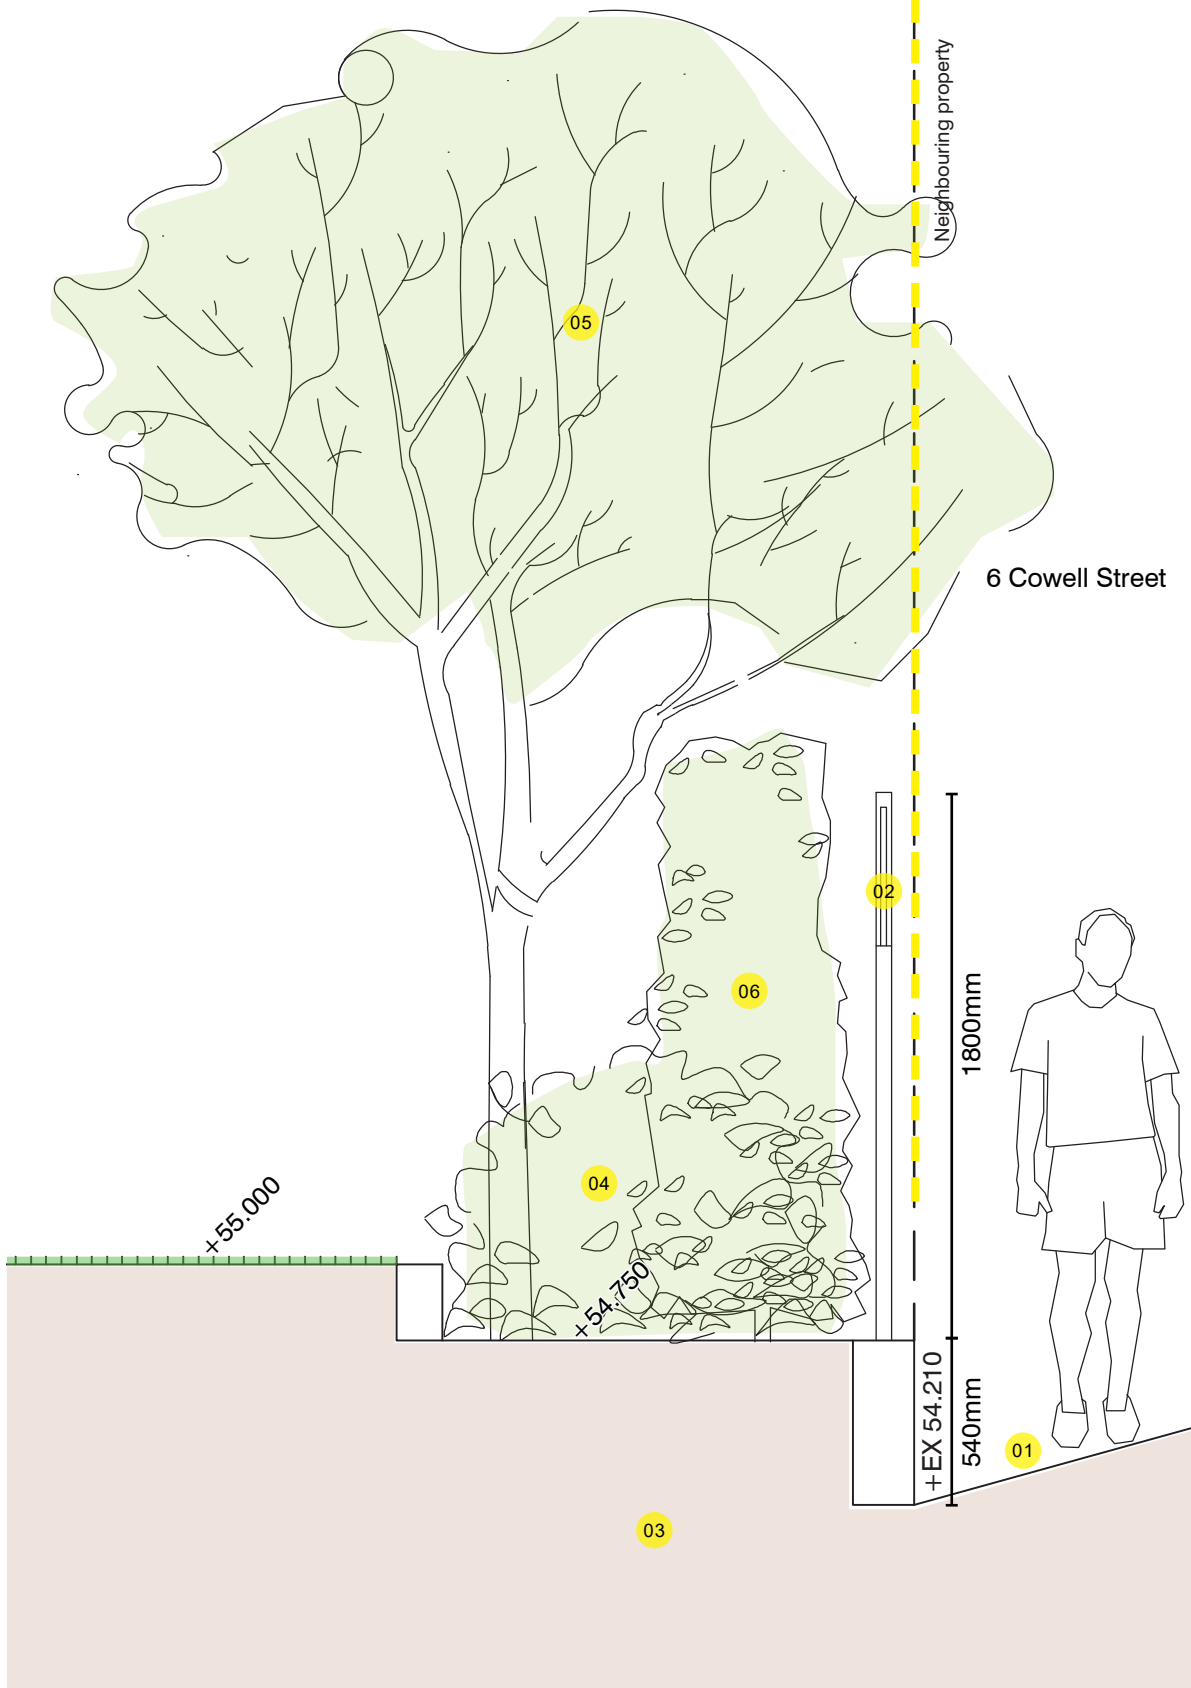 Neighbouring property
05
6 Cowell Street
02
06
1800mm
04
+55.000
+54.750
+EX 54.210
540mm
01
03